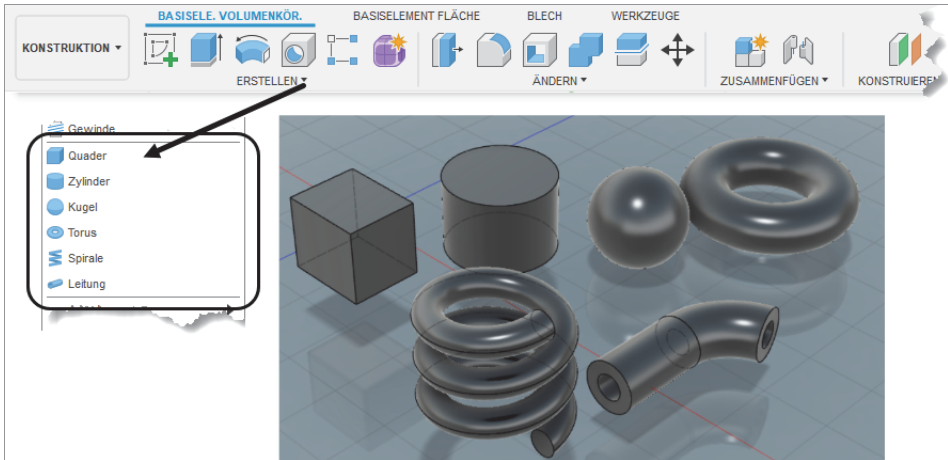 BASISELE. VOLUMENKÖR. BASISELEMENT FLÄCHE BLECH WERKZEUGE
KONSTRUKTION
ERSTELLEN ÄNDERN ZUSAMMENFÜGEN KONSTRUIEREN
Gewinde
Quader
Zylinder
Kugel
Torus
Spirale
Leitung